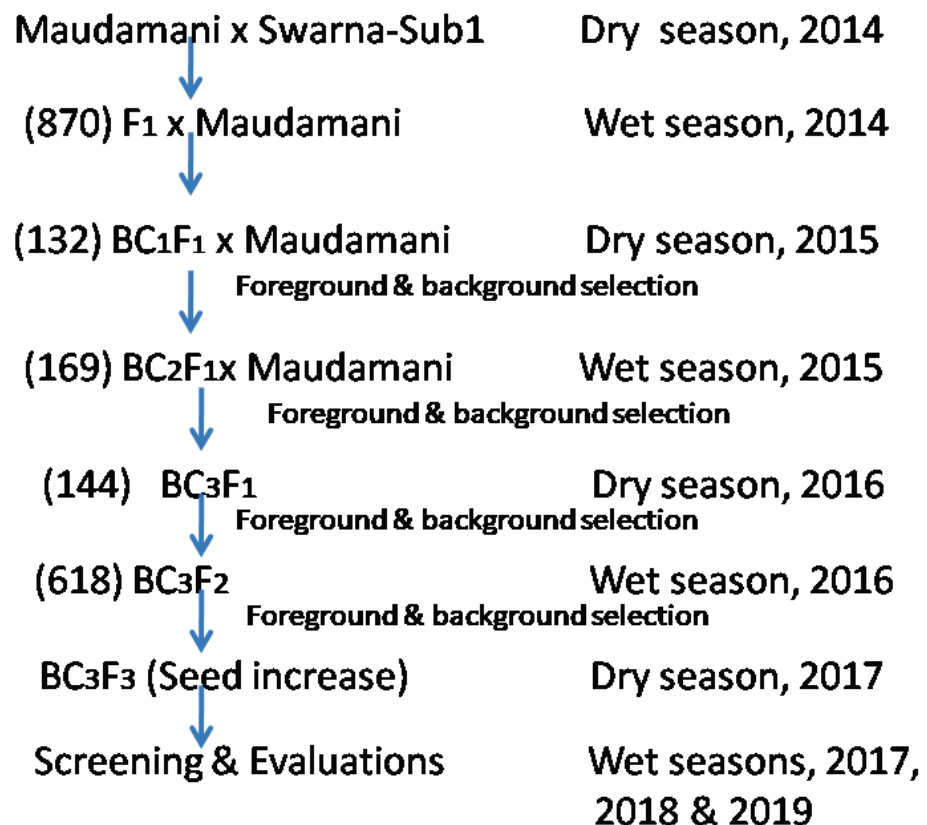 Maudamani x Swarna-Sub1 Dry season, 2014
(870) F1 x Maudamani Wet season, 2014
(132) BC1F1 x Maudamani Dry season, 2015
Foreground & background selection
(169) BC2F1x Maudamani Wet season, 2015
Foreground & background selection
(144) BC3F1 Dry season, 2016
Foreground & background selection
(618) BC3F2 Wet season, 2016
Foreground & background selection
BC3F3 (Seed increase) Dry season, 2017
Screening & Evaluations Wet seasons, 2017,
2018 & 2019